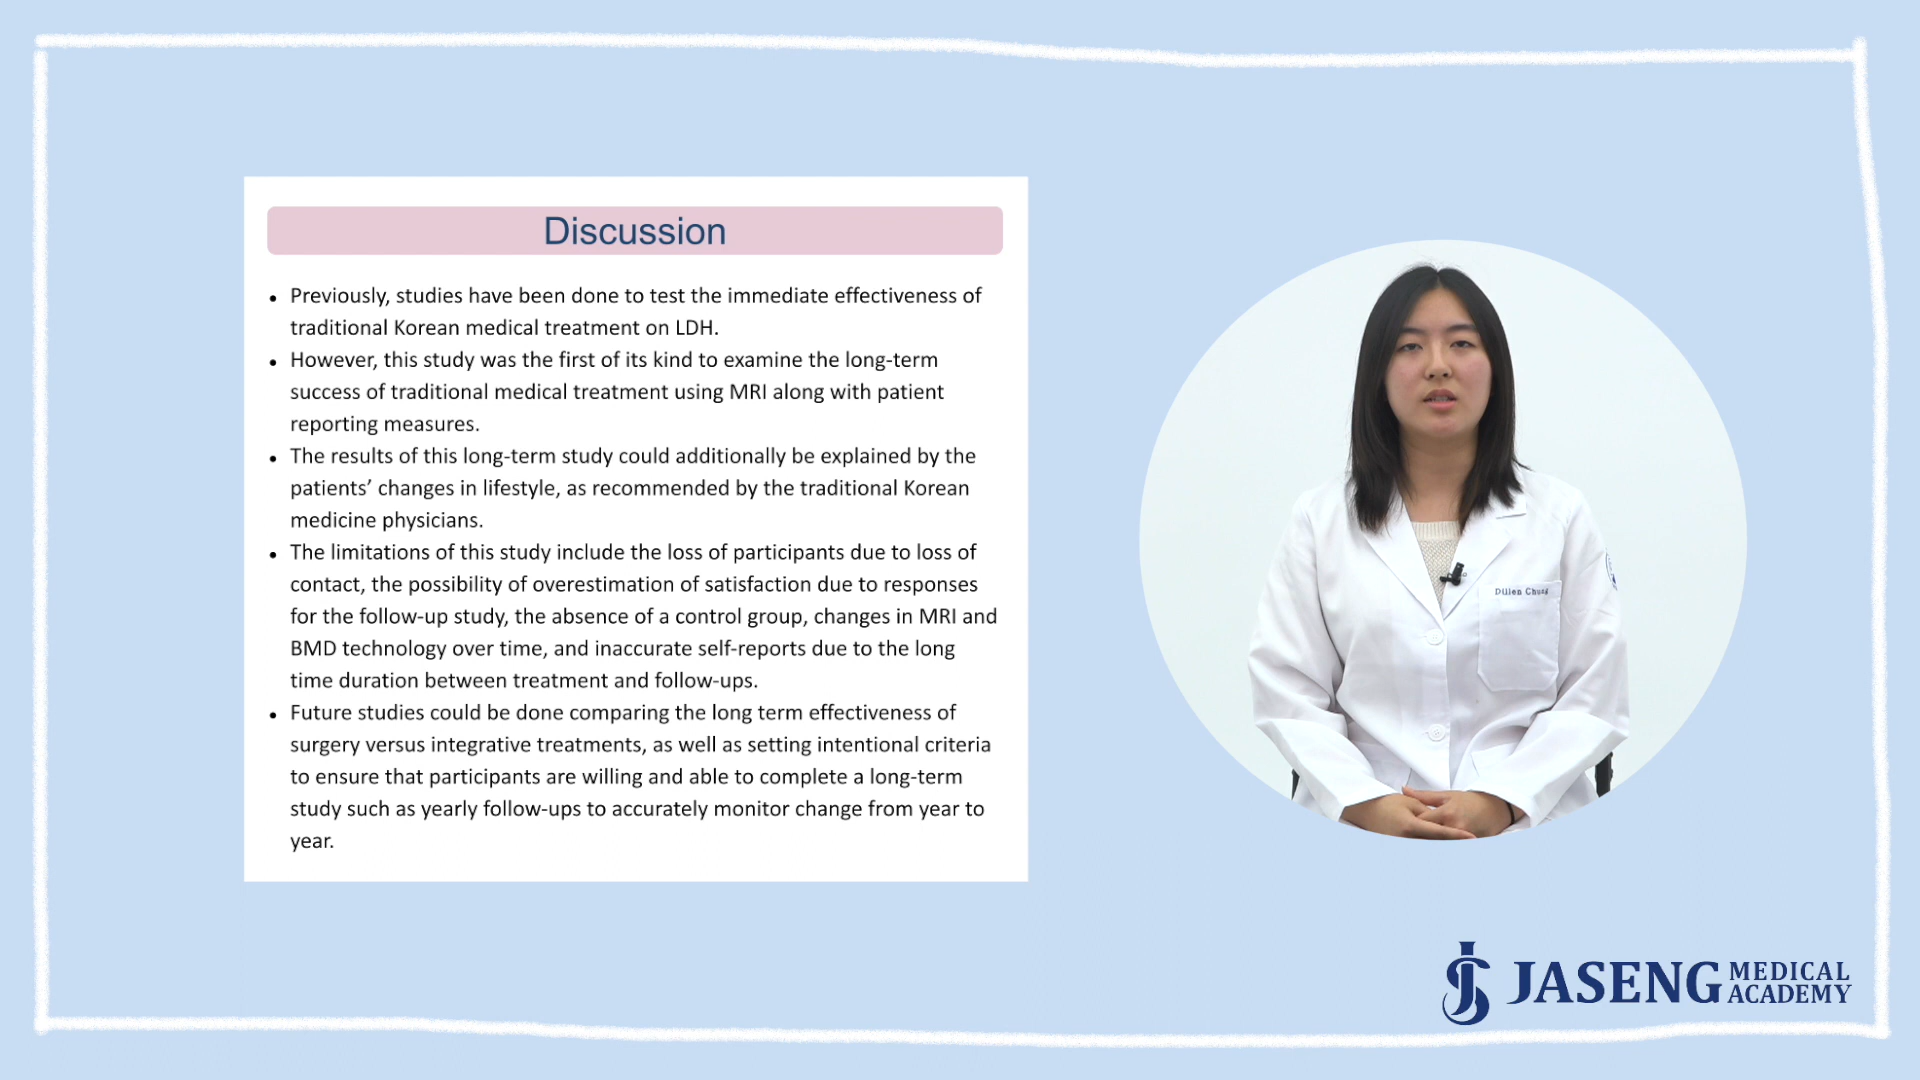 Discussion
• Previously, studies have been done to test the immediate effectiveness of
traditional Korean medical treatment on LDH.
• However, this study was the first of its kind to examine the long-term
success of traditional medical treatment using MRI along with patient
reporting measures.
• The results of this long-term study could additionally be explained by the
patients’ changes in lifestyle, as recommended by the traditional Korean
medicine physicians.
• The limitations of this study include the loss of participants due to loss of
contact, the possibility of overestimation of satisfaction due to responses
for the follow-up study, the absence of a control group, changes in MRI and
BMD technology over time, and inaccurate self-reports due to the long
time duration between treatment and follow-ups.
• Future studies could be done comparing the long term effectiveness of
surgery versus integrative treatments, as well as setting intentional criteria
to ensure that participants are willing and able to complete a long-term
study such as yearly follow-ups to accurately monitor change from year to
year.
Chung
JASENG MEDICAL
ACADEMY